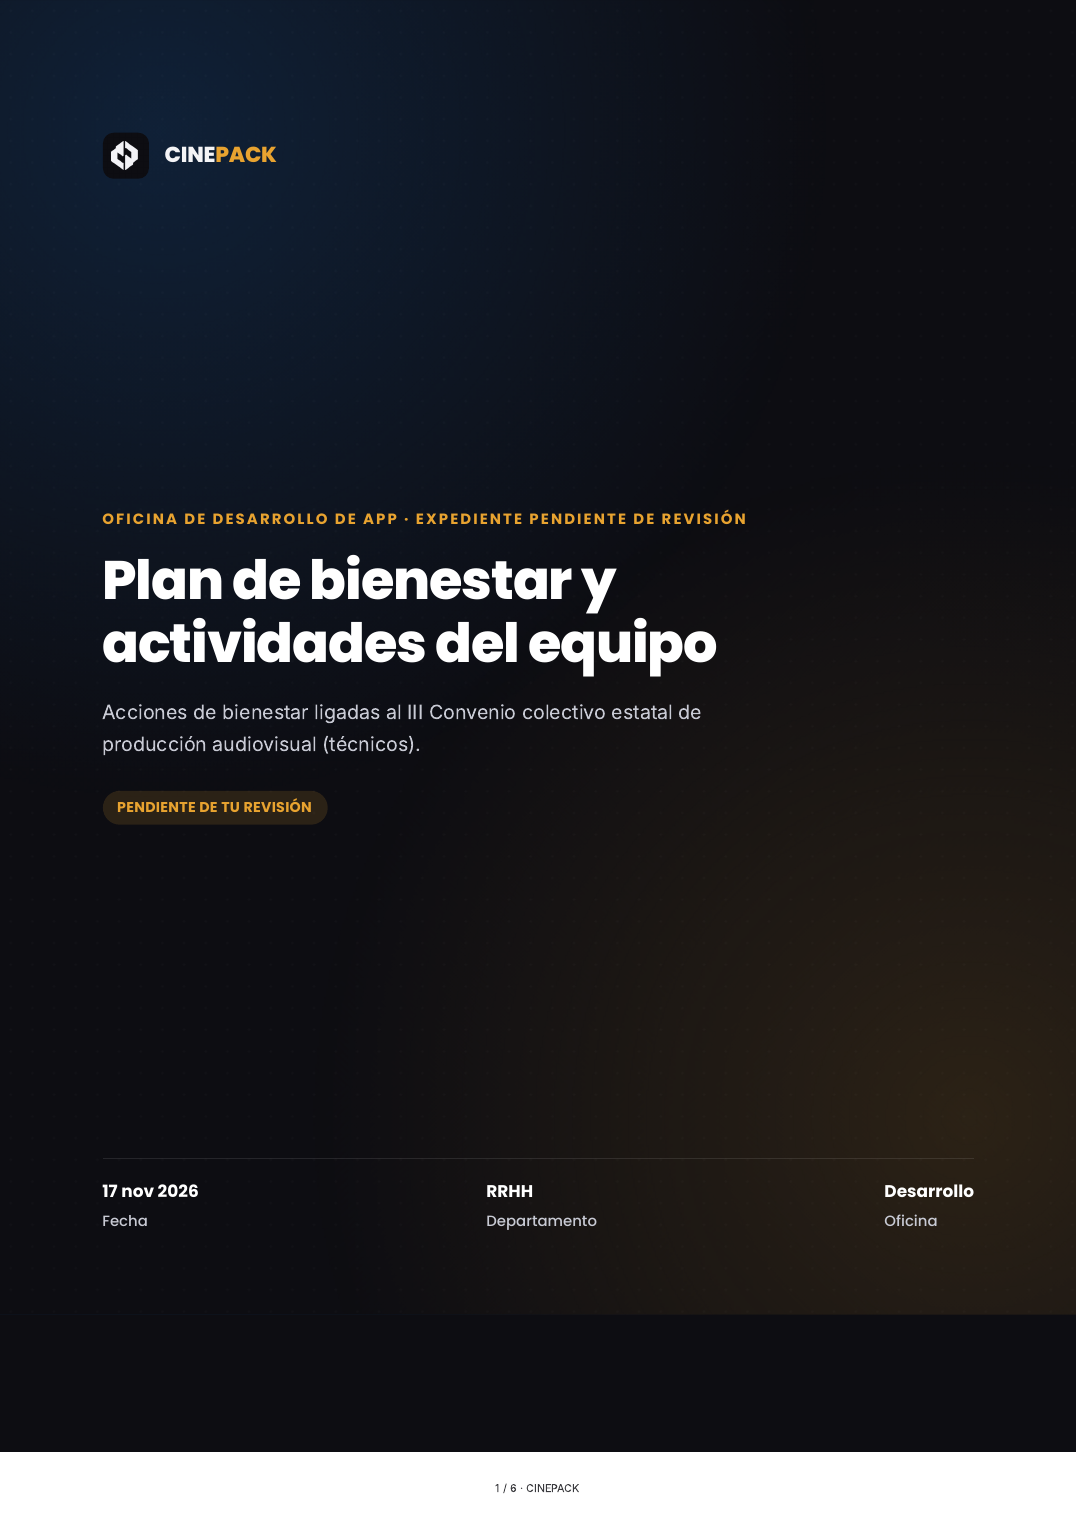 CINEPACK
OFICINA DE DESARROLLO DE APP · EXPEDIENTE PENDIENTE DE REVISIÓN
Plan de bienestar y
actividades del equipo
Acciones de bienestar ligadas al III Convenio colectivo estatal de
producción audiovisual (técnicos).
PENDIENTE DE TU REVISIÓN
17 nov 2026
Fecha
RRHH
Departamento
Desarrollo
Oficina
1 / 6 · CINEPACK